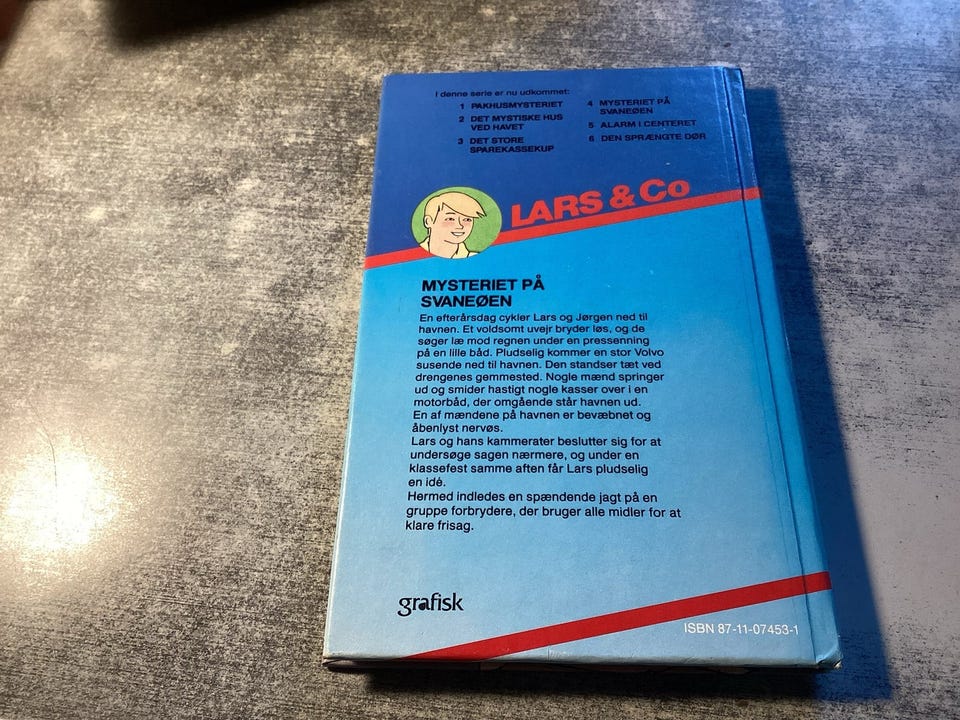 I denne serie er nu udkommet:
1 PAKHUSMYSTERIET
2 DET MYSTISKE HUS
VED HAVET
3 DET STORE
SPAREKASSEKUP
4 MYSTERIET PÅ
SVANEØEN
5 ALARM I CENTERET
6 DEN SPRÆNGTE DØR
LARS & Co
MYSTERIET PÅ
SVANEØEN
En efterårsdag cykler Lars og Jørgen ned til
havnen. Et voldsomt uvejr bryder løs, og de
søger læ mod regnen under en pressenning
på en lille båd. Pludselig kommer en stor Volvo
susende ned til havnen. Den standser tæt ved
drengenes gemmested. Nogle mænd springer
ud og smider hastigt nogle kasser over i en
motorbåd, der omgående står havnen ud.
En af mændene på havnen er bevæbnet og
åbenlyst nervøs.
Lars og hans kammerater beslutter sig for at
undersøge sagen nærmere, og under en
klassefest samme aften får Lars pludselig
en idé.
Hermed indledes en spændende jagt på en
gruppe forbrydere, der bruger alle midler for at
klare frisag.
grafisk
ISBN 87-11-07453-1